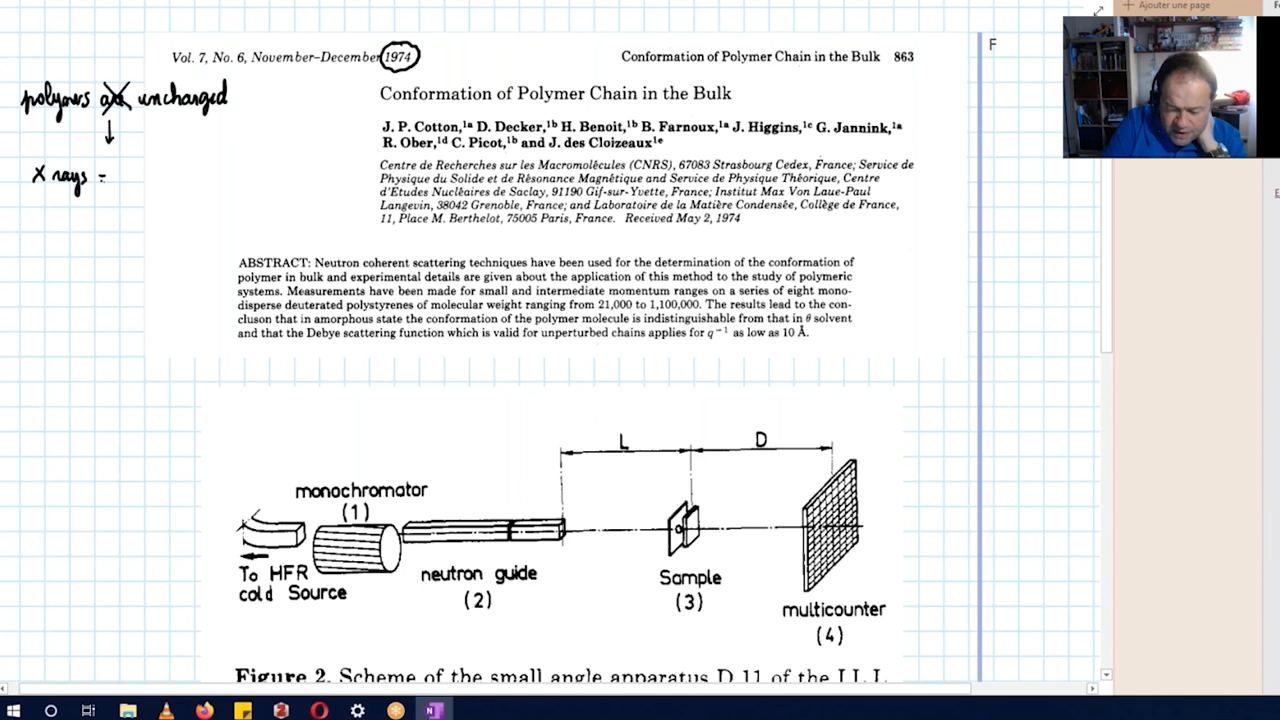 Ajouter une page
Vol. 7, No. 6, November–December 1974 Conformation of Polymer Chain in the Bulk 863
F
polymers are uncharged
X rays =
Conformation of Polymer Chain in the Bulk
J. P. Cotton,1a D. Decker,1b H. Benoit,1b B. Farnoux,1a J. Higgins,1c G. Jannink,1a
R. Ober,1d C. Picot,1b and J. des Cloizeaux1e
Centre de Recherches sur les Macromolécules (CNRS), 67083 Strasbourg Cedex, France; Service de
Physique du Solide et de Résonance Magnétique and Service de Physique Théorique, Centre
d'Etudes Nucléaires de Saclay, 91190 Gif-sur-Yvette, France; Institut Max Von Laue-Paul
Langevin, 38042 Grenoble, France; and Laboratoire de la Matière Condensée, Collège de France,
11, Place M. Berthelot, 75005 Paris, France. Received May 2, 1974
ABSTRACT: Neutron coherent scattering techniques have been used for the determination of the conformation of
polymer in bulk and experimental details are given about the application of this method to the study of polymeric
systems. Measurements have been made for small and intermediate momentum ranges on a series of eight mono-
disperse deuterated polystyrenes of molecular weight ranging from 21,000 to 1,100,000. The results lead to the con-
cluson that in amorphous state the conformation of the polymer molecule is indistinguishable from that in θ solvent
and that the Debye scattering function which is valid for unperturbed chains applies for q−1 as low as 10 Å.
L D
monochromator
(1)
To HFR
cold Source
neutron guide
(2)
Sample
(3)
multicounter
(4)
Figure 2. Scheme of the small angle apparatus D 11 of the I.L.L.